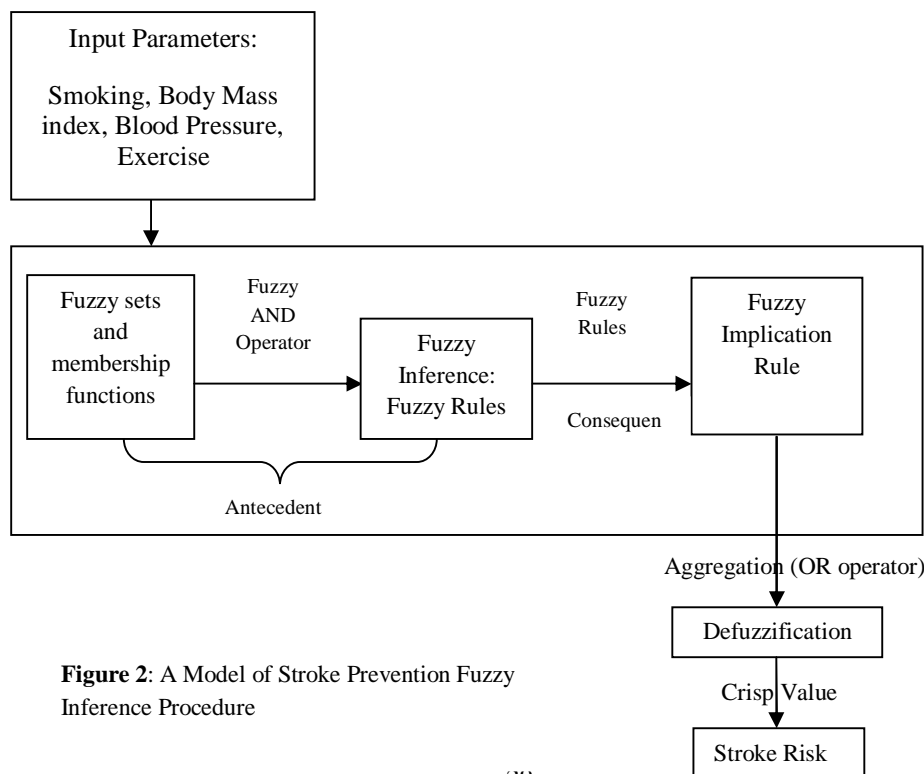 Input Parameters:
Smoking, Body Mass
index, Blood Pressure,
Exercise
Fuzzy sets
and
membership
functions
Fuzzy
AND
Operator
Fuzzy
Inference:
Fuzzy Rules
Fuzzy
Rules
Consequen
Fuzzy
Implication
Rule
Antecedent
Aggregation (OR operator)
Defuzzification
Crisp Value
Stroke Risk
Figure 2: A Model of Stroke Prevention Fuzzy
Inference Procedure